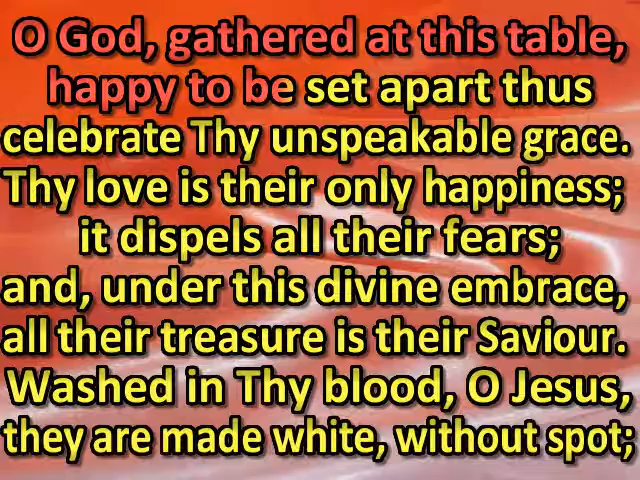 O God, gathered at this table,
happy to be set apart thus
celebrate Thy unspeakable grace.
Thy love is their only happiness;
it dispels all their fears;
and, under this divine embrace,
all their treasure is their Saviour.
Washed in Thy blood, O Jesus,
they are made white, without spot;